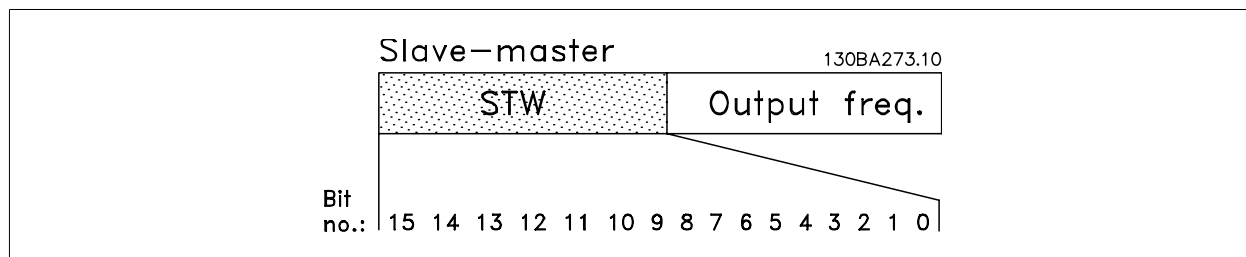 Slave-master
130BA273.10
STW
Output freq.
Bit
no.: 15 14 13 12 11 10 9 8 7 6 5 4 3 2 1 0